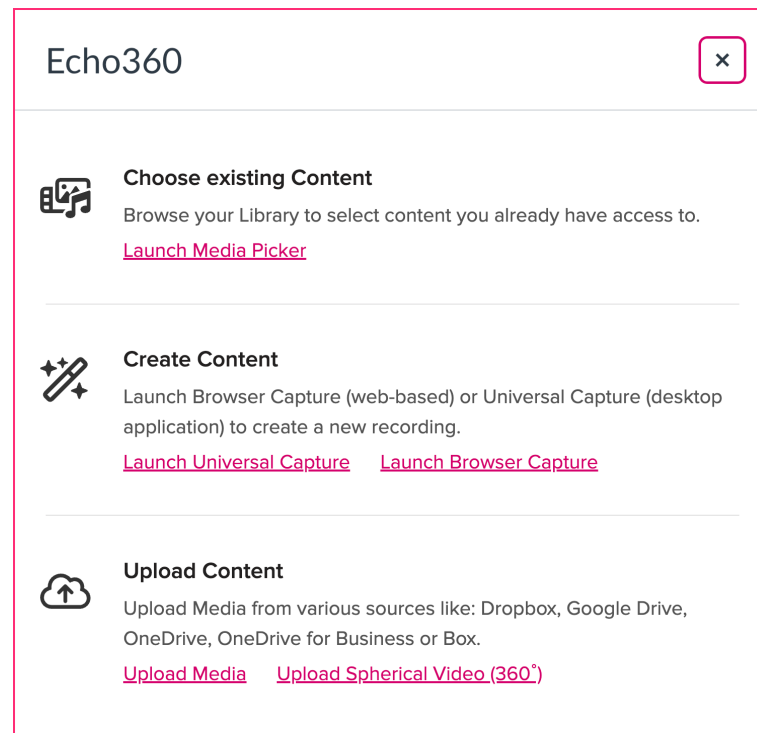 Echo360
Choose existing Content
Browse your Library to select content you already have access to.
Launch Media Picker
Create Content
Launch Browser Capture (web-based) or Universal Capture (desktop
application) to create a new recording.
Launch Universal Capture Launch Browser Capture
Upload Content
Upload Media from various sources like: Dropbox, Google Drive,
OneDrive, OneDrive for Business or Box.
Upload Media Upload Spherical Video (360˚)